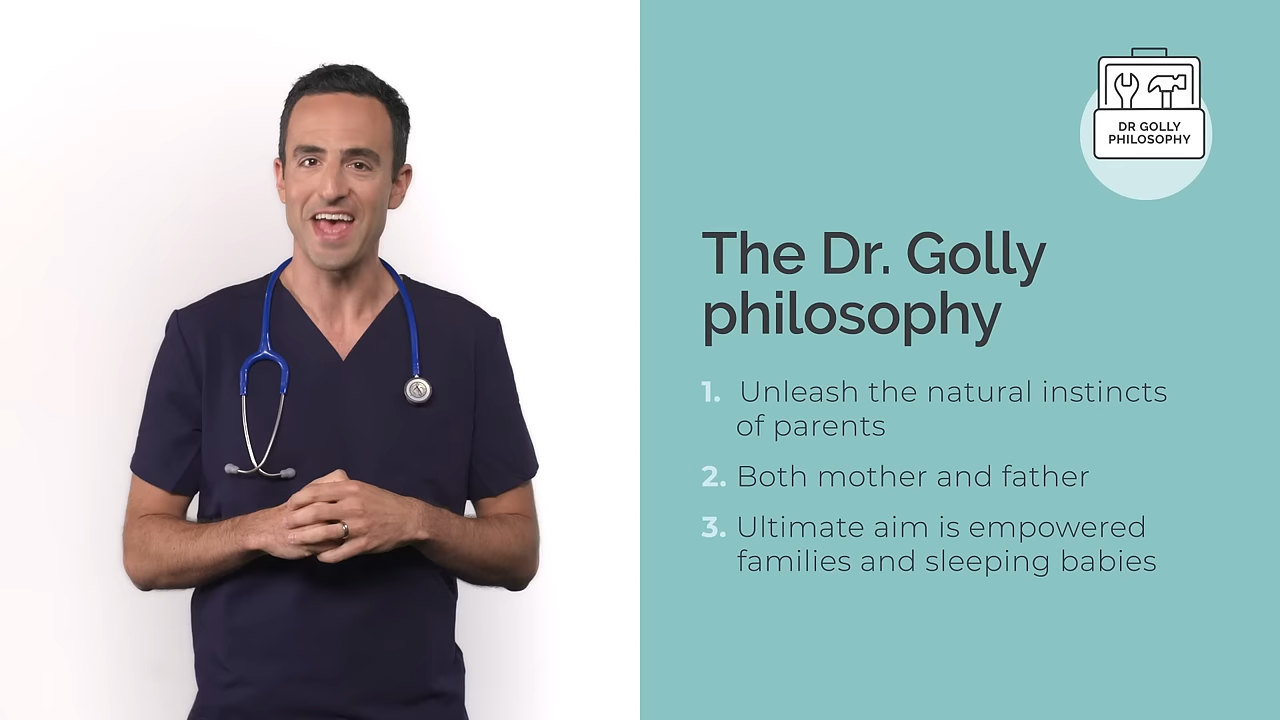 DR GOLLY
PHILOSOPHY
The Dr. Golly
philosophy
1. Unleash the natural instincts
of parents
2. Both mother and father
3. Ultimate aim is empowered
families and sleeping babies